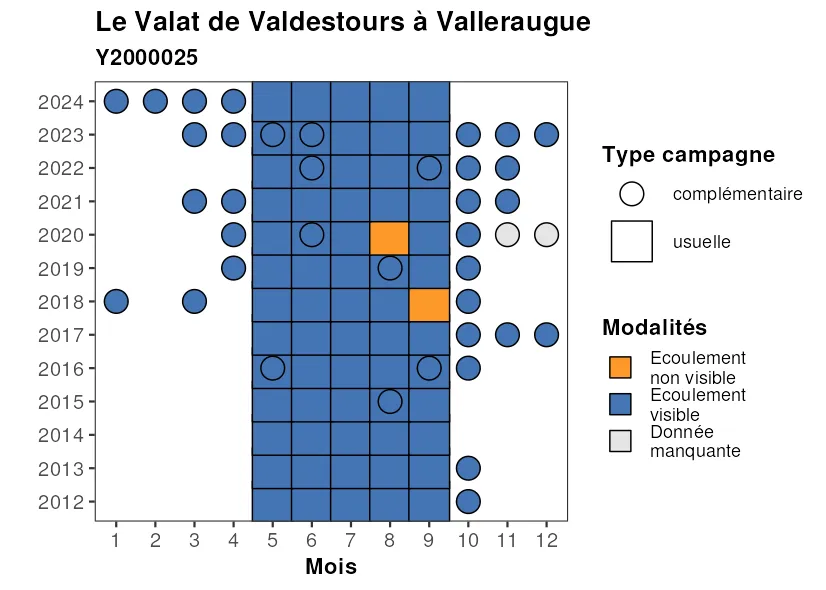 Le Valat de Valdestours à Valleraugue
Y2000025
2024
2023
2022
2021
2020
2019
2018
2017
2016
2015
2014
2013
2012
1 2 3 4 5 6 7 8 9 10 11 12
Mois
Type campagne
complémentaire
usuelle
Modalités
Ecoulement
non visible
Ecoulement
visible
Donnée
manquante